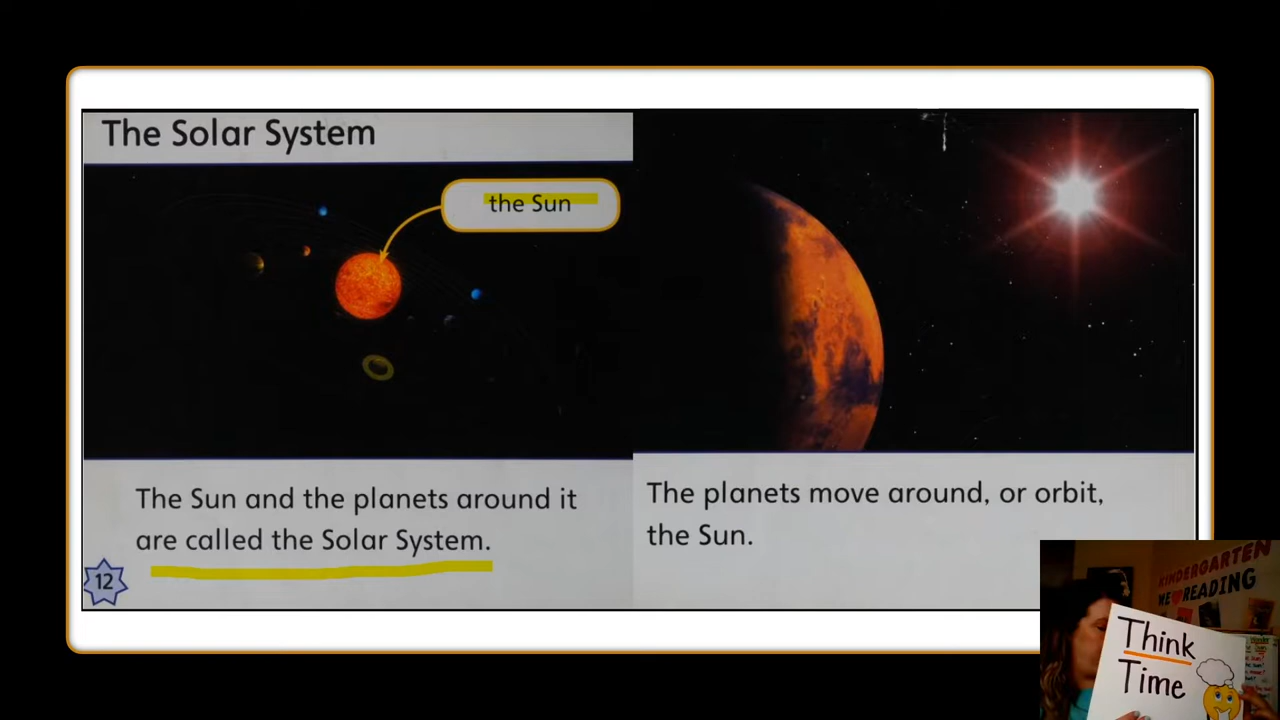 The Solar System
the Sun
The Sun and the planets around it
are called the Solar System.
12
The planets move around, or orbit,
the Sun.
KINDERGARTEN
WE READING
Think
Time